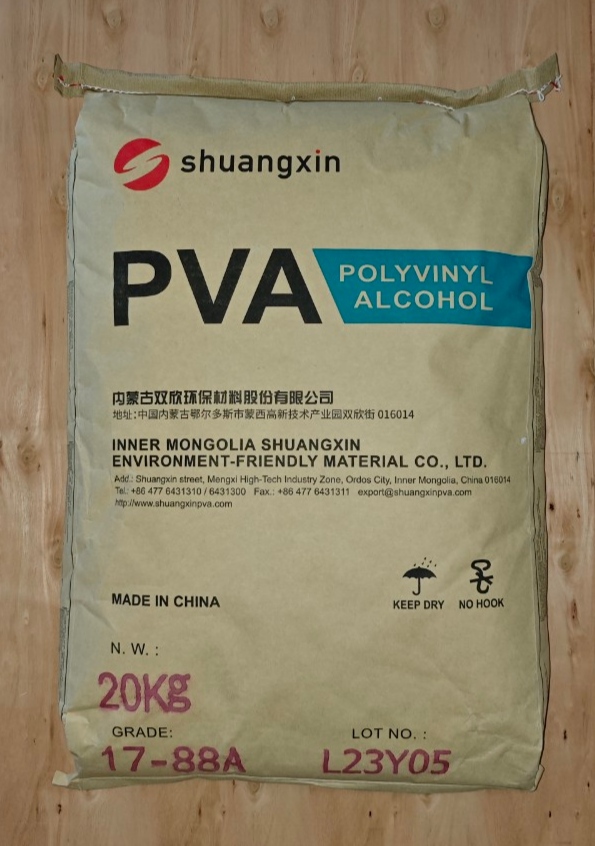 shuangxin
PVA
POLYVINYL
ALCOHOL
内蒙古双欣环保材料股份有限公司
地址:中国内蒙古鄂尔多斯市蒙西高新技术产业园双欣街 016014
INNER MONGOLIA SHUANGXIN
ENVIRONMENT-FRIENDLY MATERIAL CO., LTD.
Add.: Shuangxin street, Mengxi High-Tech Industry Zone, Ordos City, Inner Mongolia, China 016014
Tel.: +86 477 6431310 / 6431300 Fax.: +86 477 6431311 export@shuangxinpva.com
http://www.shuangxinpva.com
MADE IN CHINA
KEEP DRY NO HOOK
N. W. :
20Kg
GRADE: LOT NO. :
17-88A L23Y05